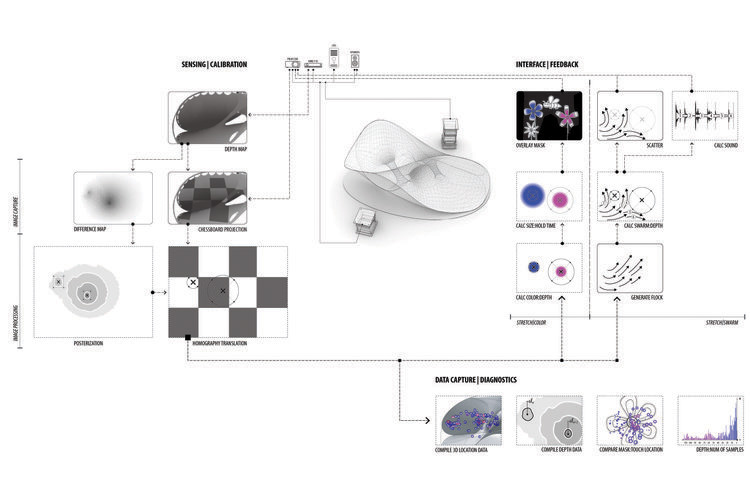 SENSING | CALIBRATION
INTERFACE | FEEDBACK
DEPTH MAP
OVERLAY MASK
SCATTER
CALC SOUND
IMAGE CAPTURE
DIFFERENCE MAP
CHESSBOARD PROJECTION
CALC SIZE:HOLD TIME
CALC SWARM:DEPTH
IMAGE PROCESSING
POSTERIZATION
HOMOGRAPHY TRANSLATION
CALC COLOR:DEPTH
GENERATE FLOCK
STRETCH|COLOR
STRETCH|SWARM
DATA CAPTURE | DIAGNOSTICS
COMPILE 3D LOCATION DATA
COMPILE DEPTH DATA
COMPARE MASK:TOUCH LOCATION
DEPTH:NUM OF SAMPLES